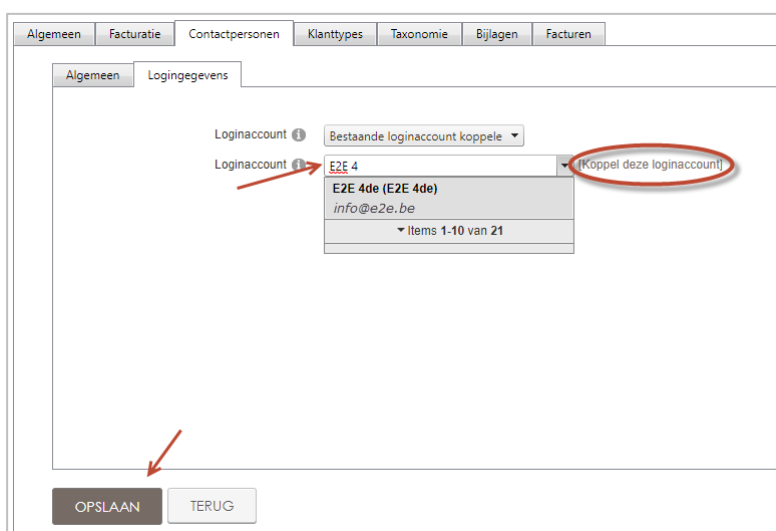 Algemeen Facturatie Contactpersonen Klanttypes Taxonomie Bijlagen Facturen
Algemeen Logingegevens
Loginaccount i Bestaande loginaccount koppele
Loginaccount i E2E 4 [Koppel deze loginaccount]
E2E 4de (E2E 4de)
info@e2e.be
Items 1-10 van 21
OPSLAAN TERUG